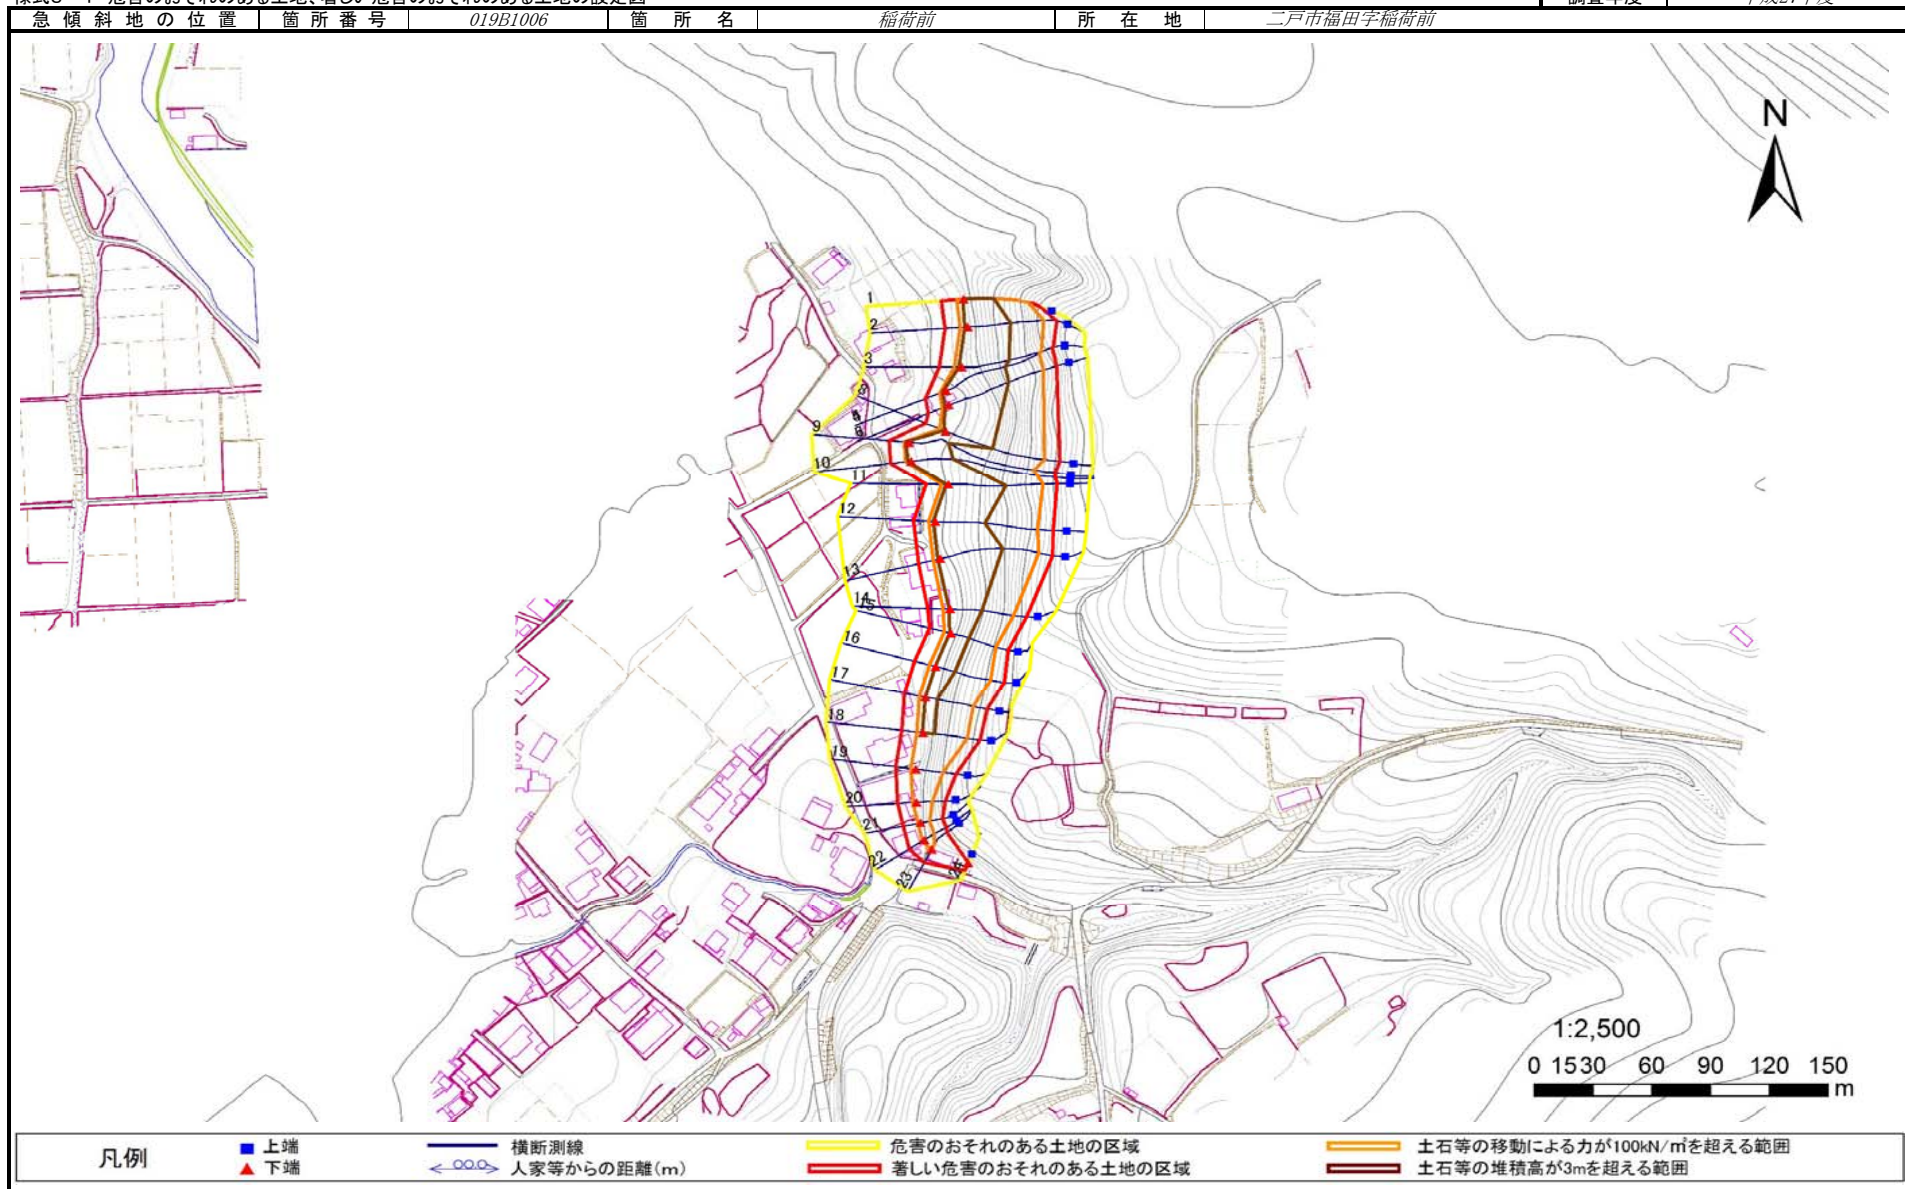 急傾斜地の位置 箇所番号 019B1006 箇所名 稲荷前 所在地 二戸市福田字稲荷前
N
1
2
3
9
10
11
12
13
14
15
16
17
18
19
20
21
22
23
1:2,500
0 15 30 60 90 120 150
m
凡例
上端
下端
横断測線
人家等からの距離(m)
危害のおそれのある土地の区域
著しい危害のおそれのある土地の区域
土石等の移動による力が100kN/㎡を超える範囲
土石等の堆積高が3mを超える範囲